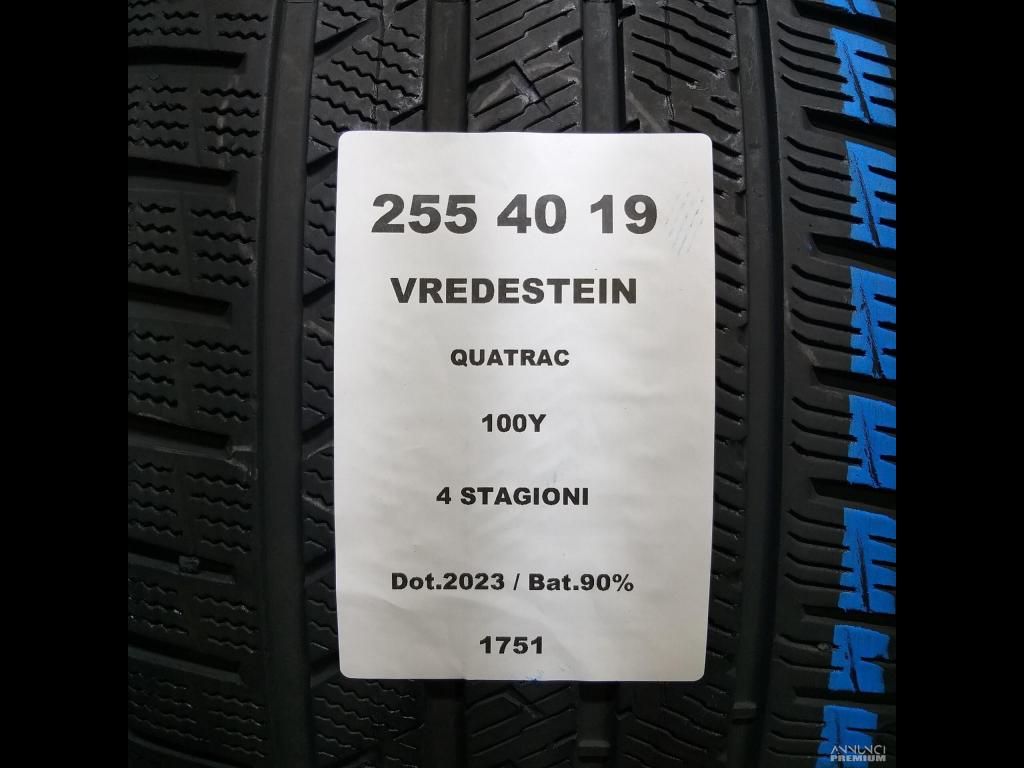 255 40 19
VREDESTEIN
QUATRAC
100Y
4 STAGIONI
Dot.2023 / Bat.90%
1751
ANNUNCI
PREMIUM